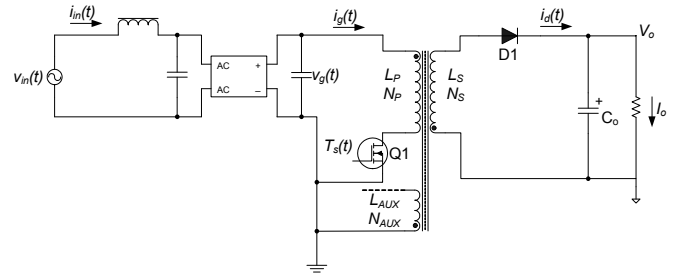 i_in(t)
i_g(t)
i_d(t)
V_o
D1
AC
+
v_in(t)
v_g(t)
L_P
N_P
L_S
N_S
AC
–
+
C_o
I_o
T_s(t)
Q1
L_AUX
N_AUX